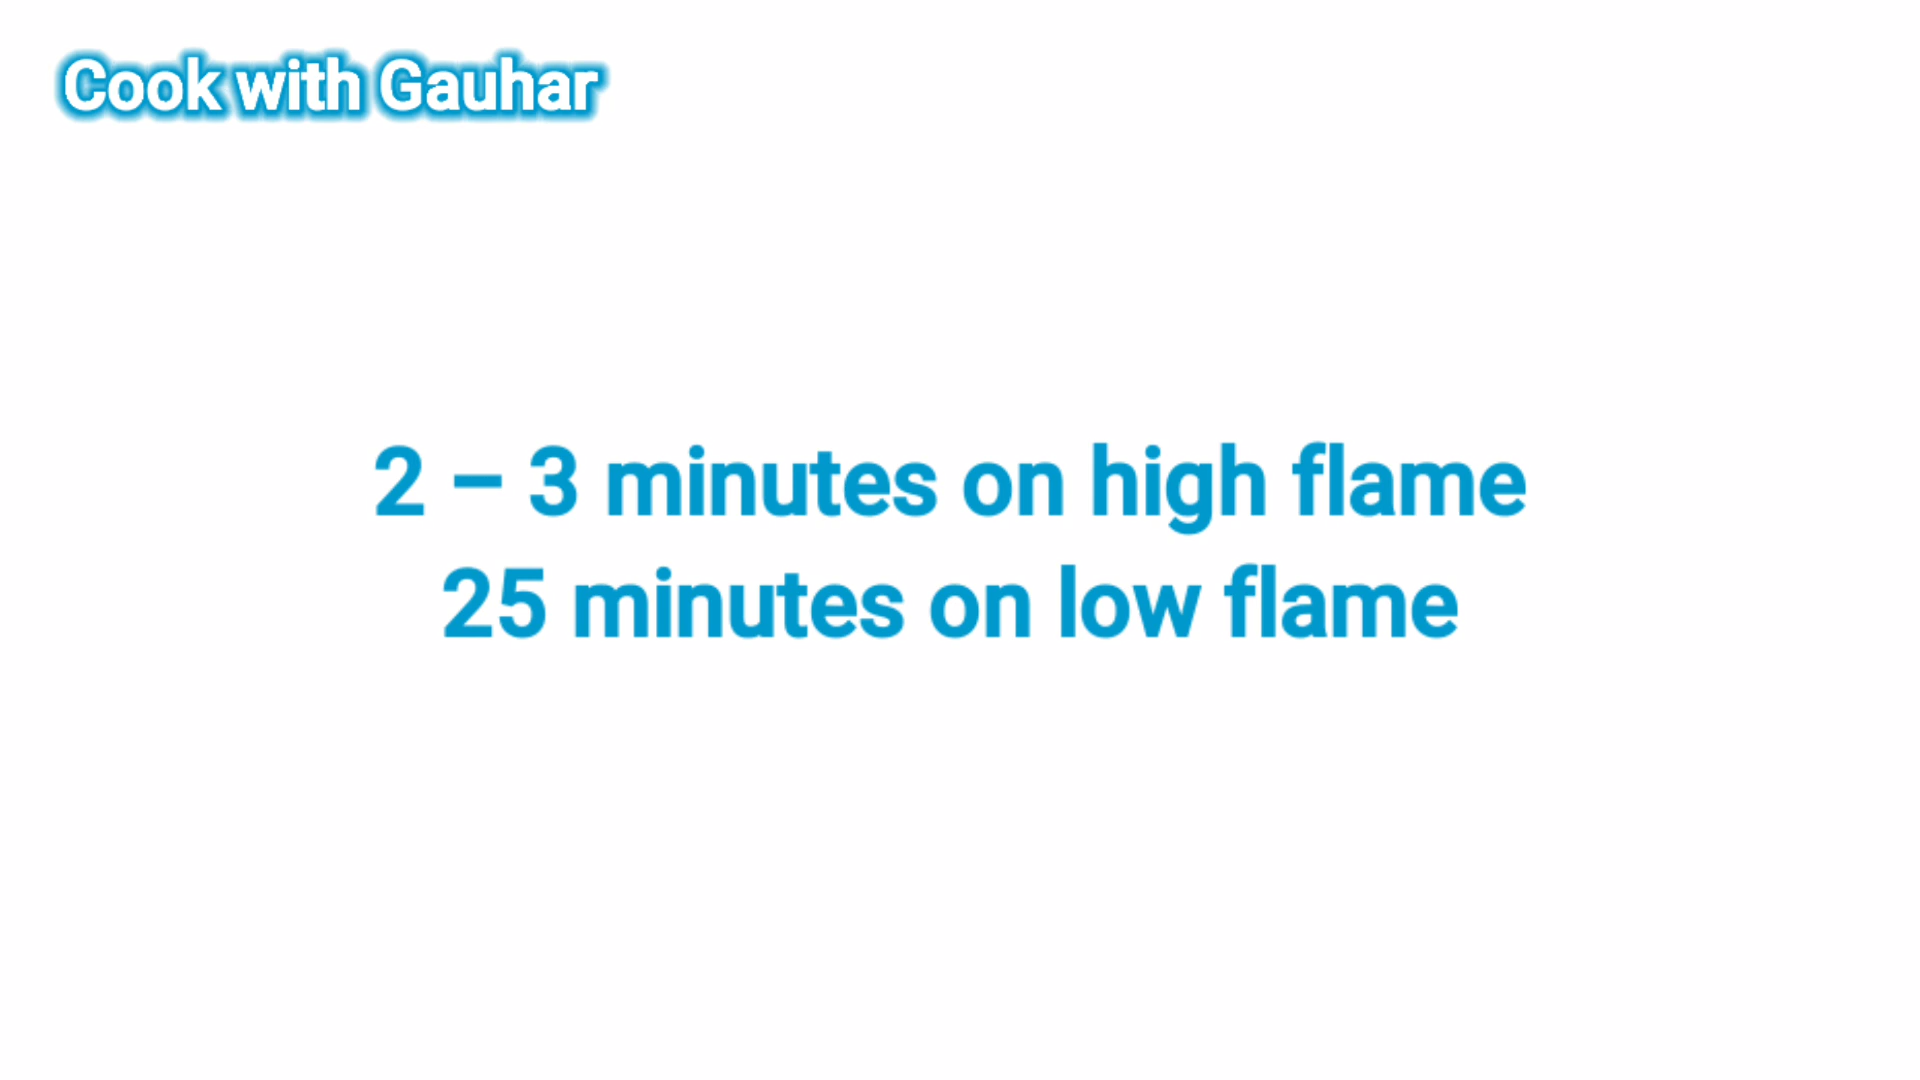 Cook with Gauhar
2 – 3 minutes on high flame
25 minutes on low flame